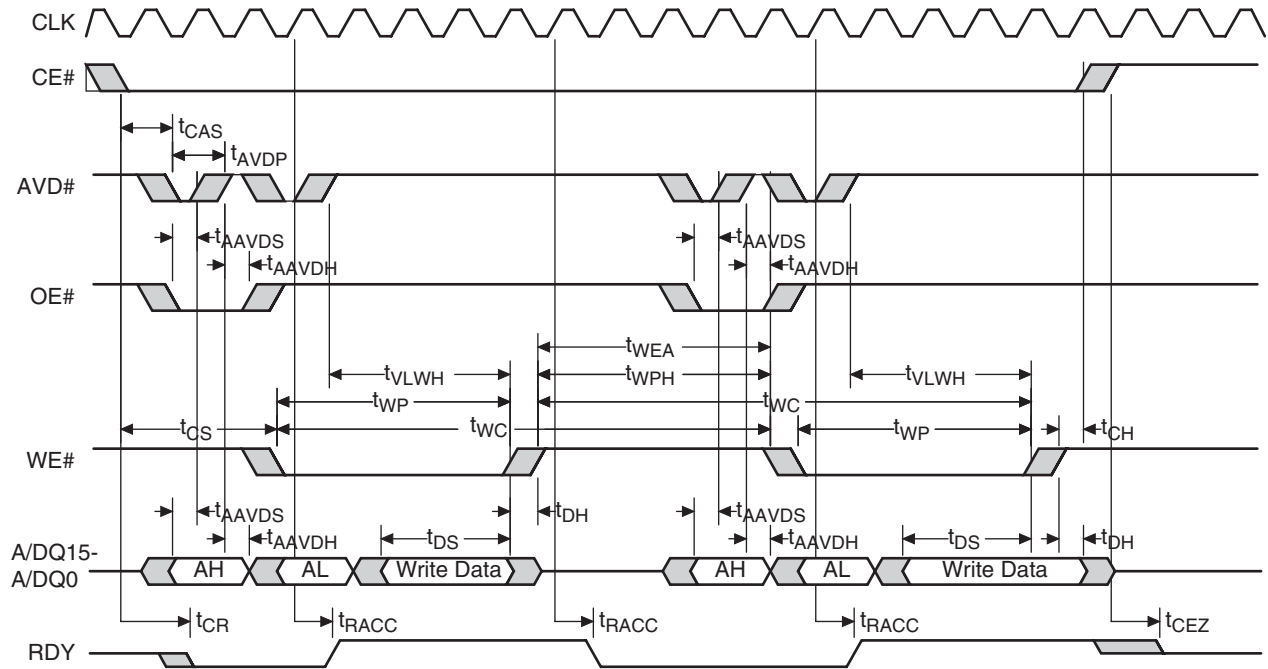 CLK
CE#
tCAS
tAVDP
AVD#
tAAVDS tAAVDS
tAAVDH tAAVDH
OE#
tWEA
tVLWH tWPH tVLWH
tWP tWC
tCS tWC tWP tCH
WE#
tAAVDS tDH tAAVDS
tAAVDH tDS tAAVDH tDS tDH
A/DQ15-
A/DQ0
AH AL Write Data AH AL Write Data
tCR tRACC tRACC tRACC tCEZ
RDY